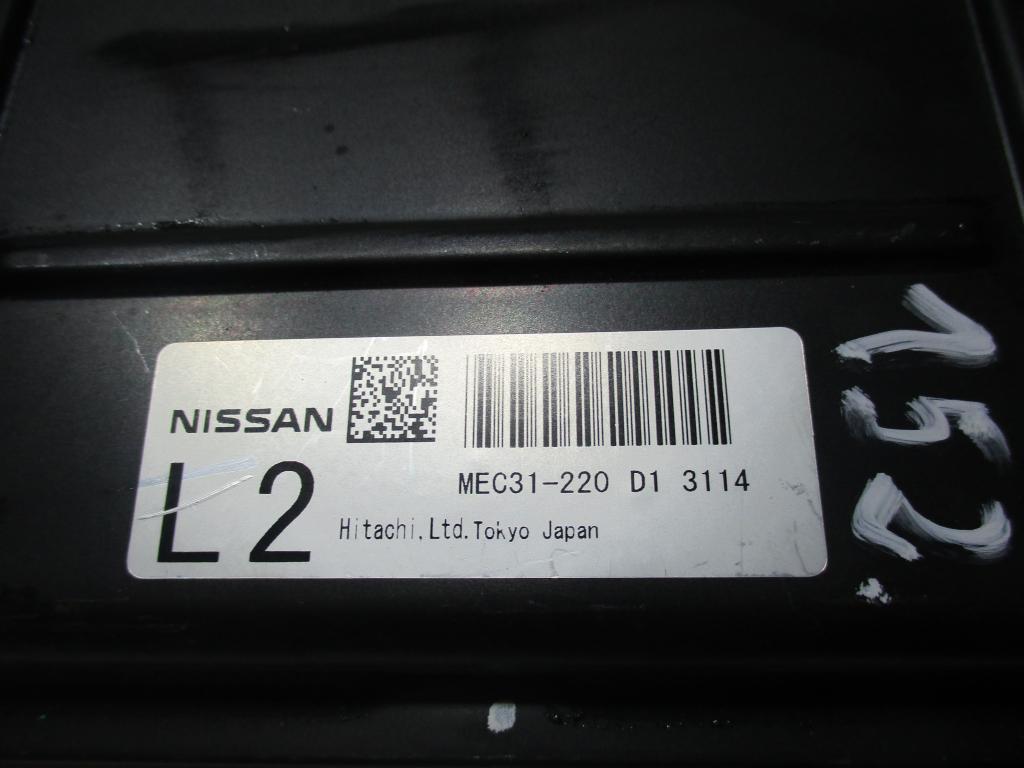 NISSAN
L2
MEC31-220 D1 3114
Hitachi,Ltd.Tokyo Japan